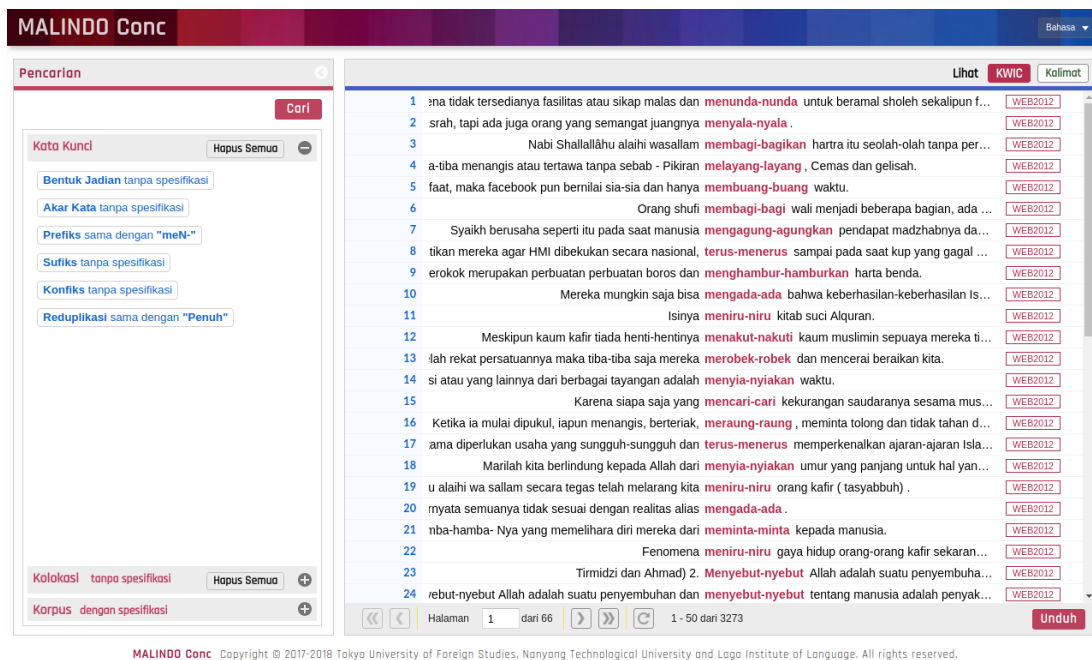 MALINDO Conc
Bahasa
Pencarian
Lihat KWIC Kalimat
Cari
Kata Kunci Hapus Semua
Bentuk Jadian tanpa spesifikasi
Akar Kata tanpa spesifikasi
Prefiks sama dengan "meN-"
Sufiks tanpa spesifikasi
Konfiks tanpa spesifikasi
Reduplikasi sama dengan "Penuh"
Kolokasi tanpa spesifikasi Hapus Semua
Korpus dengan spesifikasi
1 ena tidak tersedianya fasilitas atau sikap malas dan menunda-nunda untuk beramal sholeh sekalipun f... WEB2012
2 srah, tapi ada juga orang yang semangat juangnya menyala-nyala . WEB2012
3 Nabi Shallallâhu alaihi wasallam membagi-bagikan hartra itu seolah-olah tanpa per... WEB2012
4 a-tiba menangis atau tertawa tanpa sebab - Pikiran melayang-layang , Cemas dan gelisah. WEB2012
5 faat, maka facebook pun bernilai sia-sia dan hanya membuang-buang waktu. WEB2012
6 Orang shufi membagi-bagi wali menjadi beberapa bagian, ada ... WEB2012
7 Syaikh berusaha seperti itu pada saat manusia mengagung-agungkan pendapat madzhabnya da... WEB2012
8 tikan mereka agar HMI dibekukan secara nasional, terus-menerus sampai pada saat kup yang gagal ... WEB2012
9 erokok merupakan perbuatan perbuatan boros dan menghambur-hamburkan harta benda. WEB2012
10 Mereka mungkin saja bisa mengada-ada bahwa keberhasilan-keberhasilan Is... WEB2012
11 Isinya meniru-niru kitab suci Alquran. WEB2012
12 Meskipun kaum kafir tiada henti-hentinya menakut-nakuti kaum muslimin sepuaya mereka ti... WEB2012
13 lah rekat persatuannya maka tiba-tiba saja mereka merobek-robek dan mencerai beraikan kita. WEB2012
14 si atau yang lainnya dari berbagai tayangan adalah menyia-nyiakan waktu. WEB2012
15 Karena siapa saja yang mencari-cari kekurangan saudaranya sesama mus... WEB2012
16 Ketika ia mulai dipukul, iapun menangis, berteriak, meraung-raung , meminta tolong dan tidak tahan d... WEB2012
17 ama diperlukan usaha yang sungguh-sungguh dan terus-menerus memperkenalkan ajaran-ajaran Isla... WEB2012
18 Marilah kita berlindung kepada Allah dari menyia-nyiakan umur yang panjang untuk hal yan... WEB2012
19 u alaihi wa sallam secara tegas telah melarang kita meniru-niru orang kafir ( tasyabbuh) . WEB2012
20 rnyata semuanya tidak sesuai dengan realitas alias mengada-ada . WEB2012
21 mba-hamba- Nya yang memelihara diri mereka dari meminta-minta kepada manusia. WEB2012
22 Fenomena meniru-niru gaya hidup orang-orang kafir sekaran... WEB2012
23 Tirmidzi dan Ahmad) 2. Menyebut-nyebut Allah adalah suatu penyembuha... WEB2012
24 ebut-nyebut Allah adalah suatu penyembuhan dan menyebut-nyebut tentang manusia adalah penyak... WEB2012
Halaman 1 dari 66 1 - 50 dari 3273 Unduh
MALINDO Conc Copyright © 2017-2018 Tokyo University of Foreign Studies, Nanyang Technological University and Lago Institute of Language. All rights reserved.